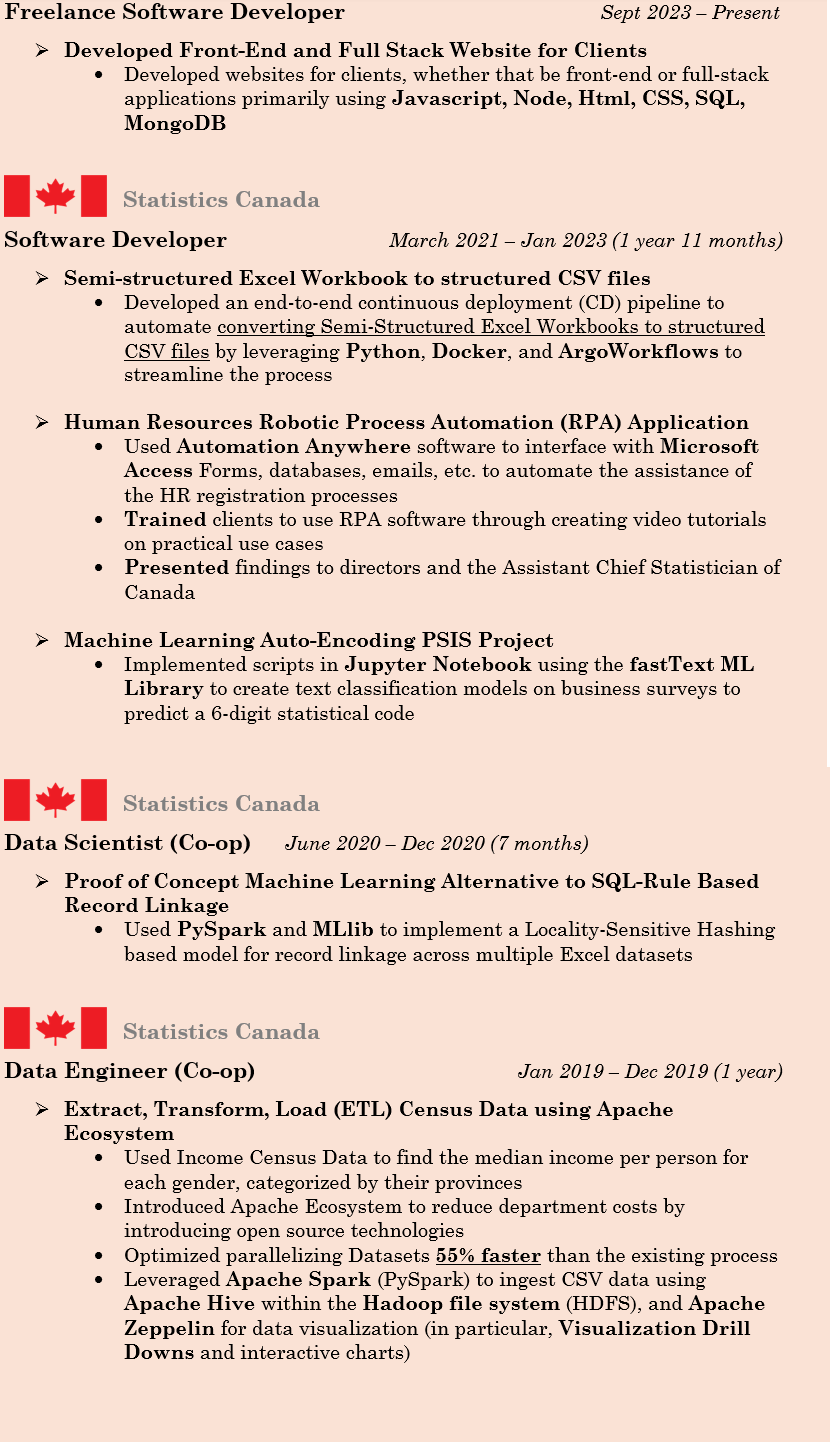 Freelance Software Developer Sept 2023 – Present
➢ Developed Front-End and Full Stack Website for Clients
• Developed websites for clients, whether that be front-end or full-stack
applications primarily using Javascript, Node, Html, CSS, SQL,
MongoDB
Statistics Canada
Software Developer March 2021 – Jan 2023 (1 year 11 months)
➢ Semi-structured Excel Workbook to structured CSV files
• Developed an end-to-end continuous deployment (CD) pipeline to
automate converting Semi-Structured Excel Workbooks to structured
CSV files by leveraging Python, Docker, and ArgoWorkflows to
streamline the process
➢ Human Resources Robotic Process Automation (RPA) Application
• Used Automation Anywhere software to interface with Microsoft
Access Forms, databases, emails, etc. to automate the assistance of
the HR registration processes
• Trained clients to use RPA software through creating video tutorials
on practical use cases
• Presented findings to directors and the Assistant Chief Statistician of
Canada
➢ Machine Learning Auto-Encoding PSIS Project
• Implemented scripts in Jupyter Notebook using the fastText ML
Library to create text classification models on business surveys to
predict a 6-digit statistical code
Statistics Canada
Data Scientist (Co-op) June 2020 – Dec 2020 (7 months)
➢ Proof of Concept Machine Learning Alternative to SQL-Rule Based
Record Linkage
• Used PySpark and MLlib to implement a Locality-Sensitive Hashing
based model for record linkage across multiple Excel datasets
Statistics Canada
Data Engineer (Co-op) Jan 2019 – Dec 2019 (1 year)
➢ Extract, Transform, Load (ETL) Census Data using Apache
Ecosystem
• Used Income Census Data to find the median income per person for
each gender, categorized by their provinces
• Introduced Apache Ecosystem to reduce department costs by
introducing open source technologies
• Optimized parallelizing Datasets 55% faster than the existing process
• Leveraged Apache Spark (PySpark) to ingest CSV data using
Apache Hive within the Hadoop file system (HDFS), and Apache
Zeppelin for data visualization (in particular, Visualization Drill
Downs and interactive charts)